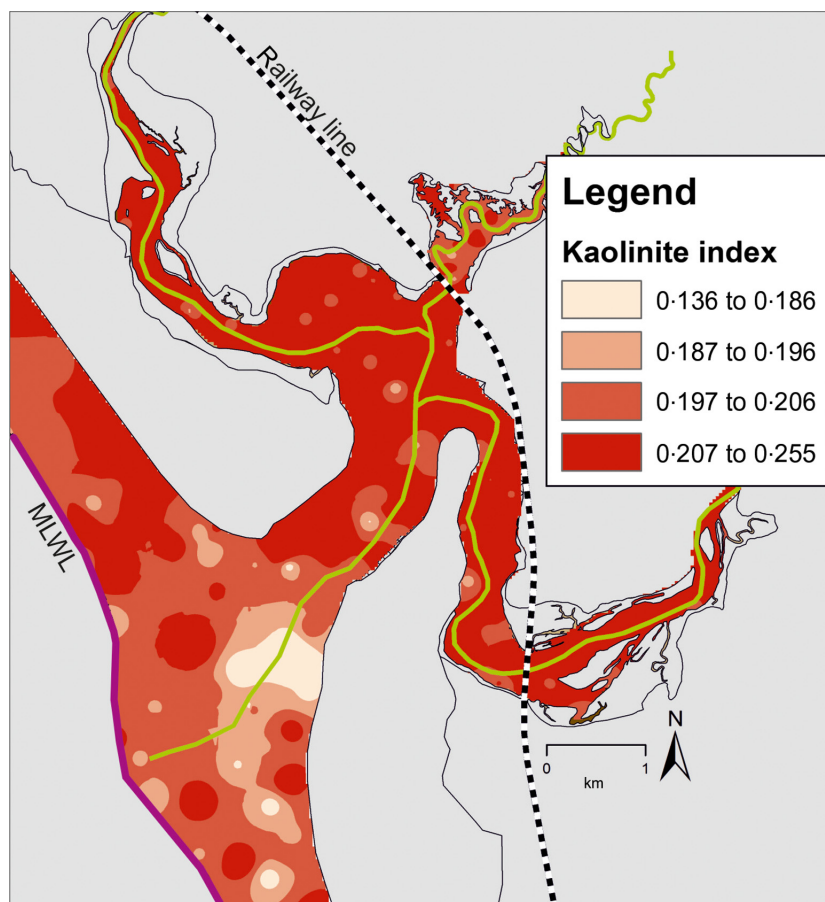 Railway line
Legend
Kaolinite index
0·136 to 0·186
0·187 to 0·196
0·197 to 0·206
0·207 to 0·255
MLWL
N
0 1
km